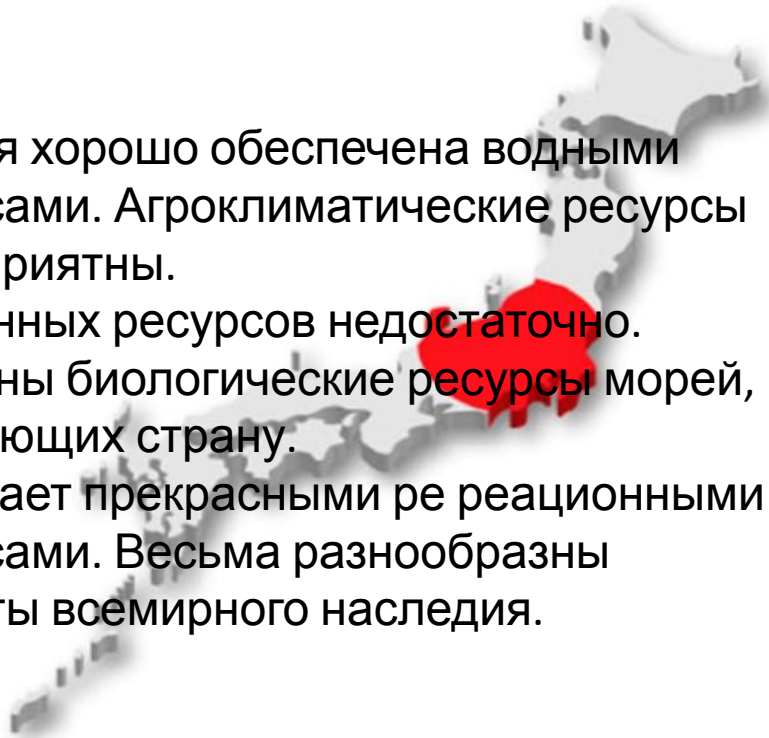 я хорошо обеспечена водными
сами. Агроклиматические ресурсы
риятны.
нных ресурсов недостаточно.
ны биологические ресурсы морей,
ющих страну.
ает прекрасными ре реационными
сами. Весьма разнообразны
ты всемирного наследия.